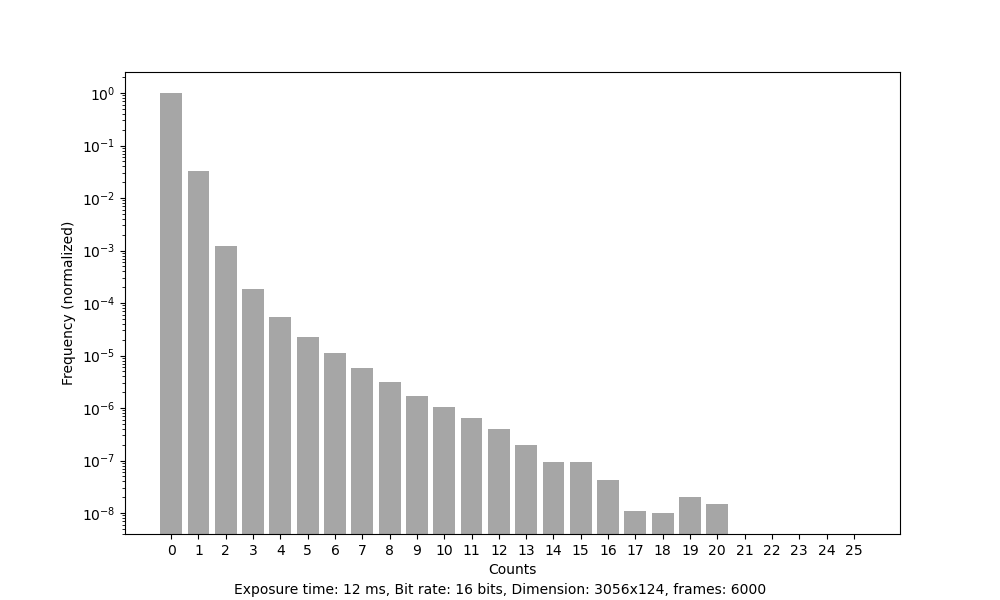 10⁰
10⁻¹
10⁻²
10⁻³
10⁻⁴
10⁻⁵
10⁻⁶
10⁻⁷
10⁻⁸
Frequency (normalized)
0 1 2 3 4 5 6 7 8 9 10 11 12 13 14 15 16 17 18 19 20 21 22 23 24 25
Counts
Exposure time: 12 ms, Bit rate: 16 bits, Dimension: 3056x124, frames: 6000